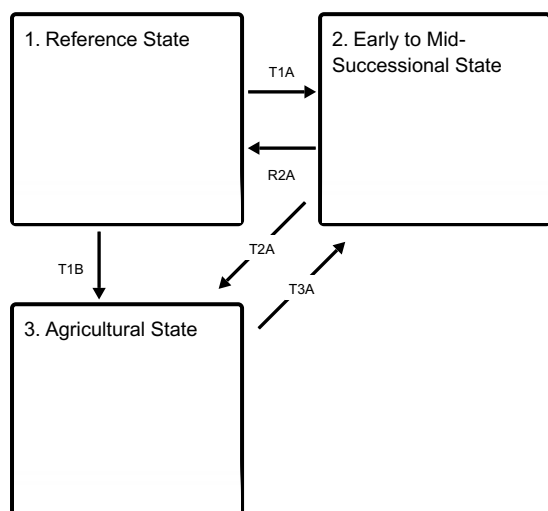 1. Reference State
2. Early to Mid-
Successional State
T1A
R2A
T1B
T2A
T3A
3. Agricultural State